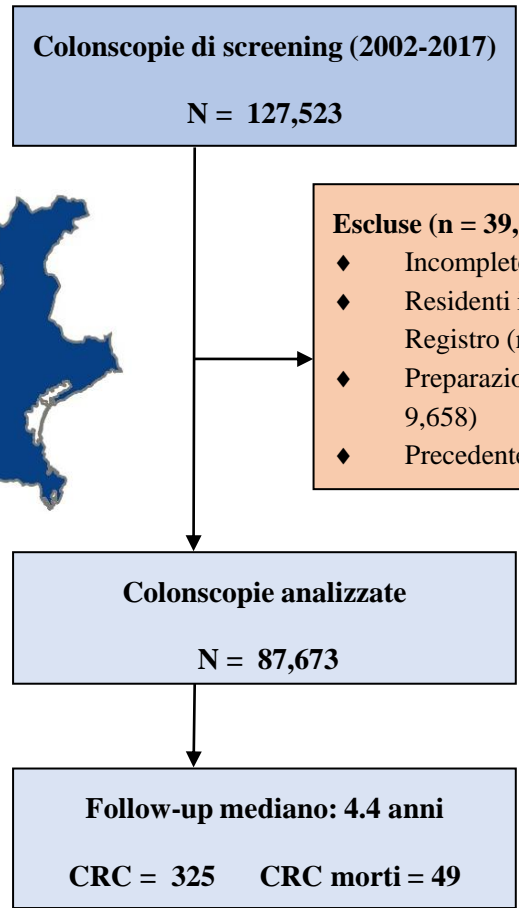 Colonscopie di screening (2002-2017)
N = 127,523
Escluse (n = 39,
♦ Incomplet
♦ Residenti
Registro (
♦ Preparazio
9,658)
♦ Precedent
Colonscopie analizzate
N = 87,673
Follow-up mediano: 4.4 anni
CRC = 325 CRC morti = 49